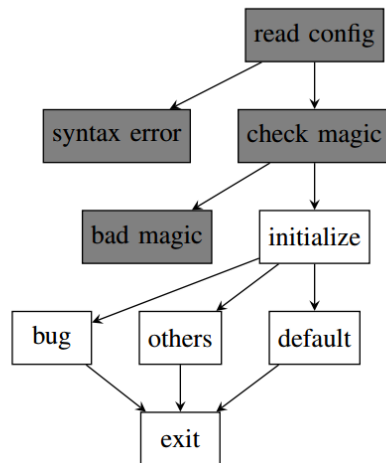 read config
syntax error
check magic
bad magic
initialize
bug
others
default
exit